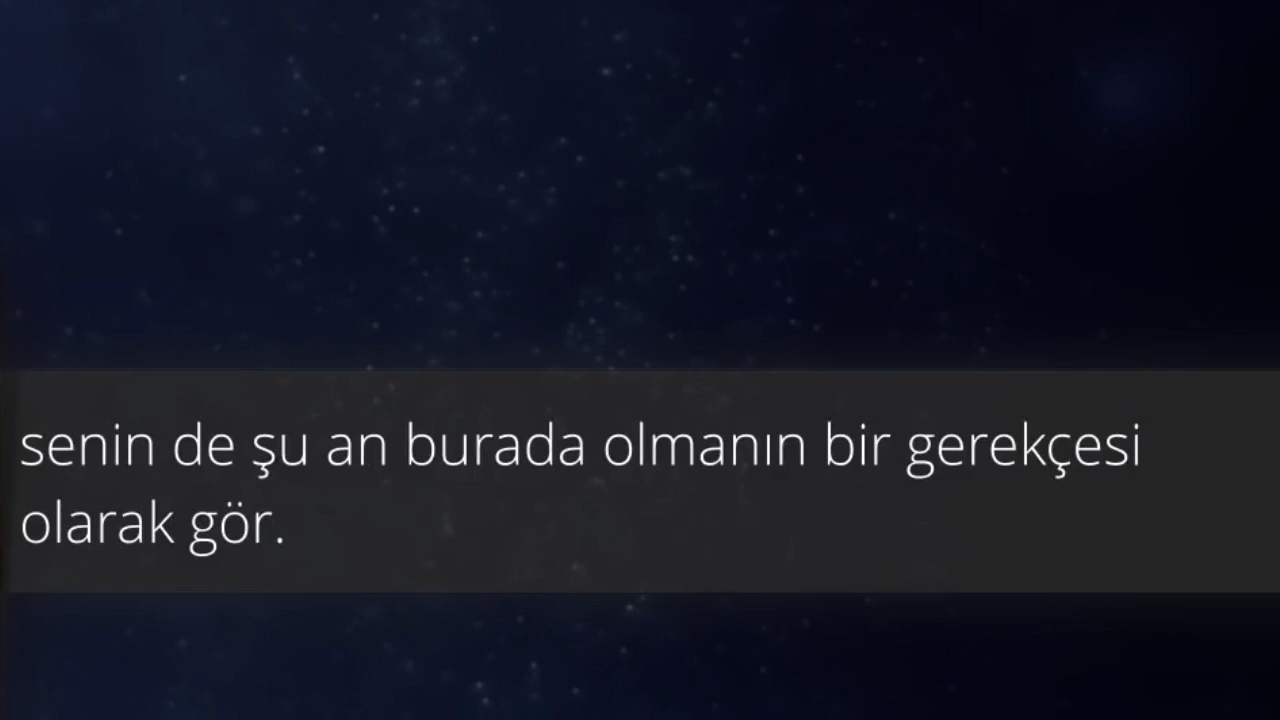 senin de şu an burada olmanın bir gerekçesi
olarak gör.